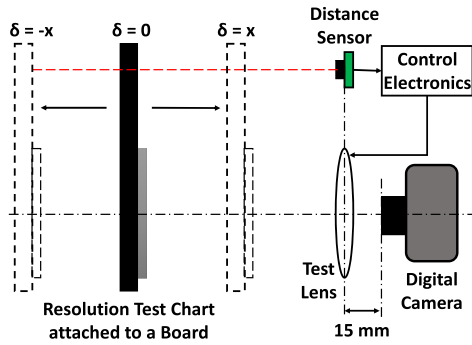 δ = -x
δ = 0
δ = x
Distance
Sensor
Control
Electronics
Test
Lens
Digital
Camera
Resolution Test Chart
attached to a Board
15 mm